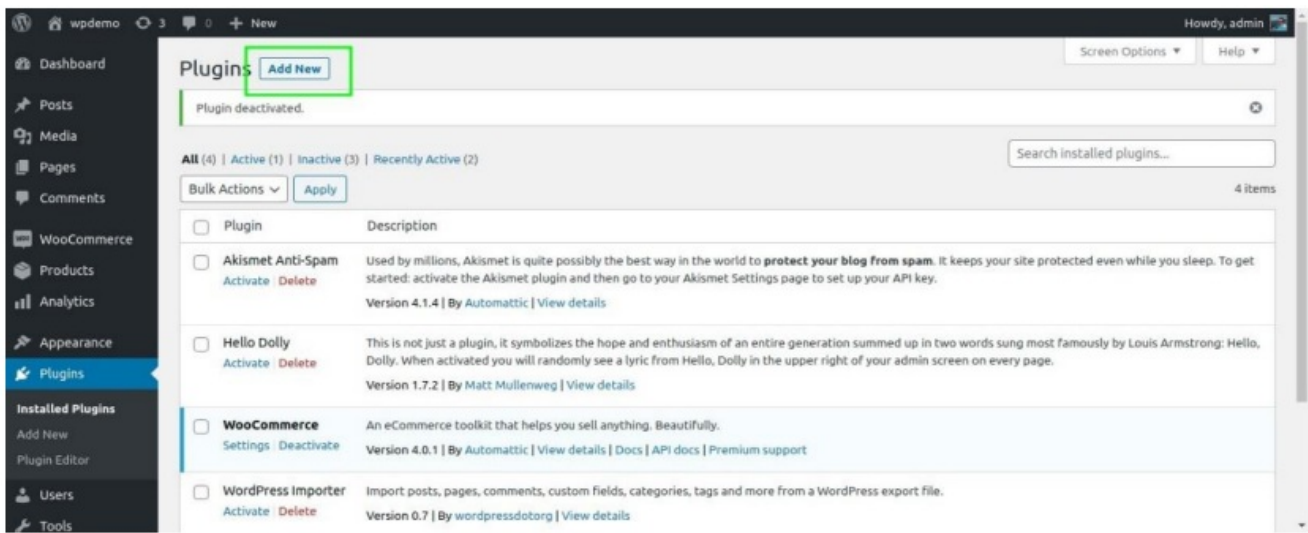 wpdemo 3 0 + New Howdy, admin
Screen Options ▼ Help ▼
Dashboard
Posts
Media
Pages
Comments
WooCommerce
Products
Analytics
Appearance
Plugins
Installed Plugins
Add New
Plugin Editor
Users
Tools
Plugins Add New
Plugin deactivated.
All (4) | Active (1) | Inactive (3) | Recently Active (2)
Search installed plugins...
Bulk Actions Apply
4 items
Plugin Description
Akismet Anti-Spam
Activate | Delete
Used by millions, Akismet is quite possibly the best way in the world to protect your blog from spam. It keeps your site protected even while you sleep. To get
started: activate the Akismet plugin and then go to your Akismet Settings page to set up your API key.
Version 4.1.4 | By Automattic | View details
Hello Dolly
Activate | Delete
This is not just a plugin, it symbolizes the hope and enthusiasm of an entire generation summed up in two words sung most famously by Louis Armstrong: Hello,
Dolly. When activated you will randomly see a lyric from Hello, Dolly in the upper right of your admin screen on every page.
Version 1.7.2 | By Matt Mullenweg | View details
WooCommerce
Settings | Deactivate
An eCommerce toolkit that helps you sell anything. Beautifully.
Version 4.0.1 | By Automattic | View details | Docs | API docs | Premium support
WordPress Importer
Activate | Delete
Import posts, pages, comments, custom fields, categories, tags and more from a WordPress export file.
Version 0.7 | By wordpressdotorg | View details